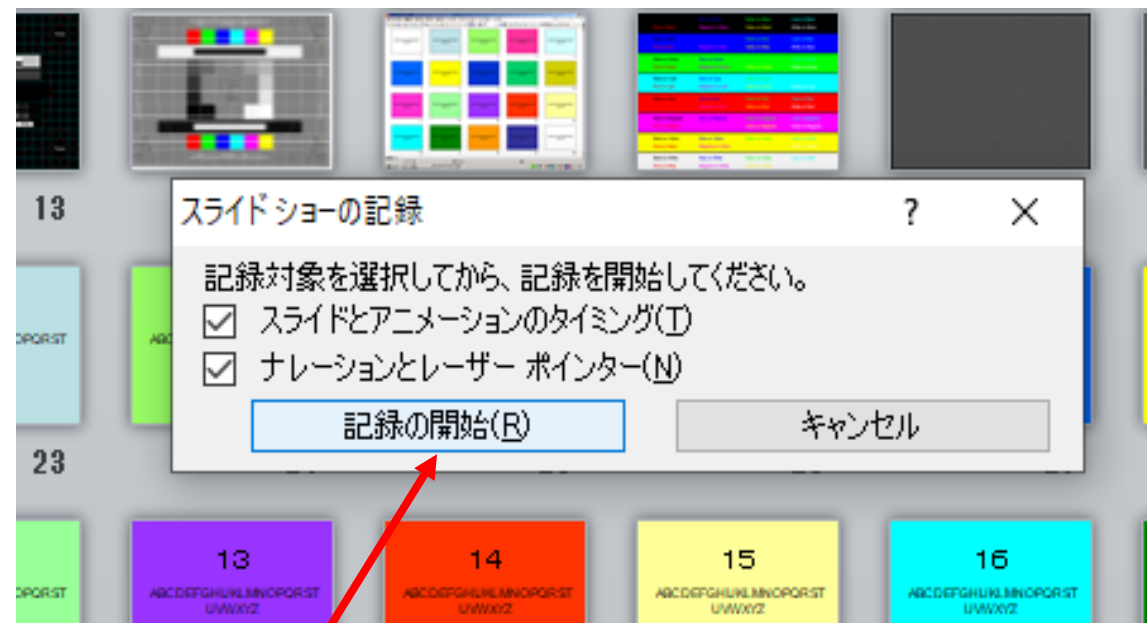 13
スライド ショーの記録
?
記録対象を選択してから、記録を開始してください。
スライドとアニメーションのタイミング(T)
ナレーションとレーザー ポインター(N)
記録の開始(R)
キャンセル
OPQRST
23
13
14
15
16
OPQRST
ABCDEFGHIJKLMNOPQRST
ABCDEFGHIJKLMNOPQRST
ABCDEFGHIJKLMNOPQRST
ABCDEFGHIJKLMNOPQRST
UVWXYZ
UVWXYZ
UVWXYZ
UVWXYZ